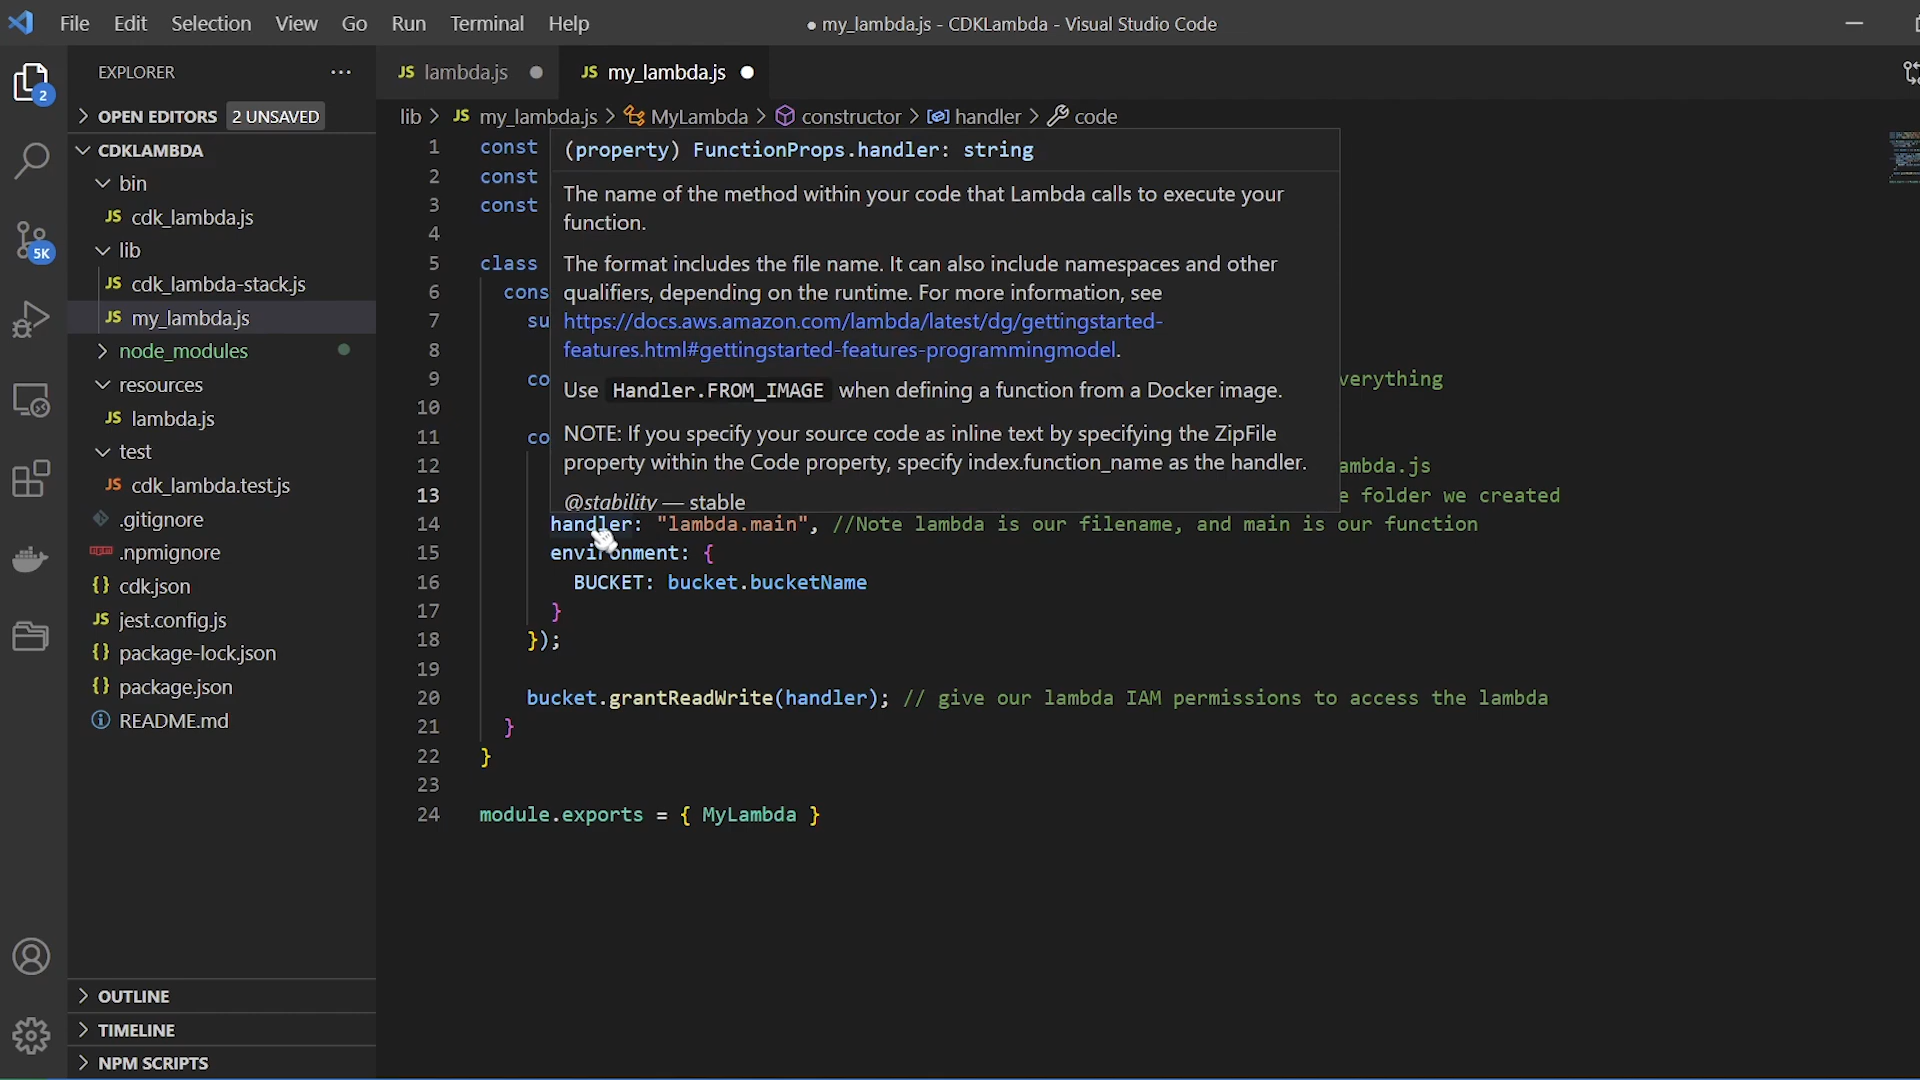 File Edit Selection View Go Run Terminal Help
● my_lambda.js - CDKLambda - Visual Studio Code
EXPLORER
OPEN EDITORS 2 UNSAVED
CDKLAMBDA
bin
JS cdk_lambda.js
lib
JS cdk_lambda-stack.js
JS my_lambda.js
node_modules
resources
JS lambda.js
test
JS cdk_lambda.test.js
.gitignore
.npmignore
{} cdk.json
JS jest.config.js
{} package-lock.json
{} package.json
README.md
OUTLINE
TIMELINE
NPM SCRIPTS
2
5K
JS lambda.js
JS my_lambda.js
lib > JS my_lambda.js > MyLambda > constructor > handler > code
1 const
2 const
3 const
4
5 class
6 cons
7 su
8
9 co verything
10
11 co
12 ambda.js
13 e folder we created
14 handler: "lambda.main", //Note lambda is our filename, and main is our function
15 environment: {
16 BUCKET: bucket.bucketName
17 }
18 });
19
20 bucket.grantReadWrite(handler); // give our lambda IAM permissions to access the lambda
21 }
22 }
23
24 module.exports = { MyLambda }
(property) FunctionProps.handler: string
The name of the method within your code that Lambda calls to execute your
function.
The format includes the file name. It can also include namespaces and other
qualifiers, depending on the runtime. For more information, see
https://docs.aws.amazon.com/lambda/latest/dg/gettingstarted-
features.html#gettingstarted-features-programmingmodel.
Use Handler.FROM_IMAGE when defining a function from a Docker image.
NOTE: If you specify your source code as inline text by specifying the ZipFile
property within the Code property, specify index.function_name as the handler.
@stability — stable